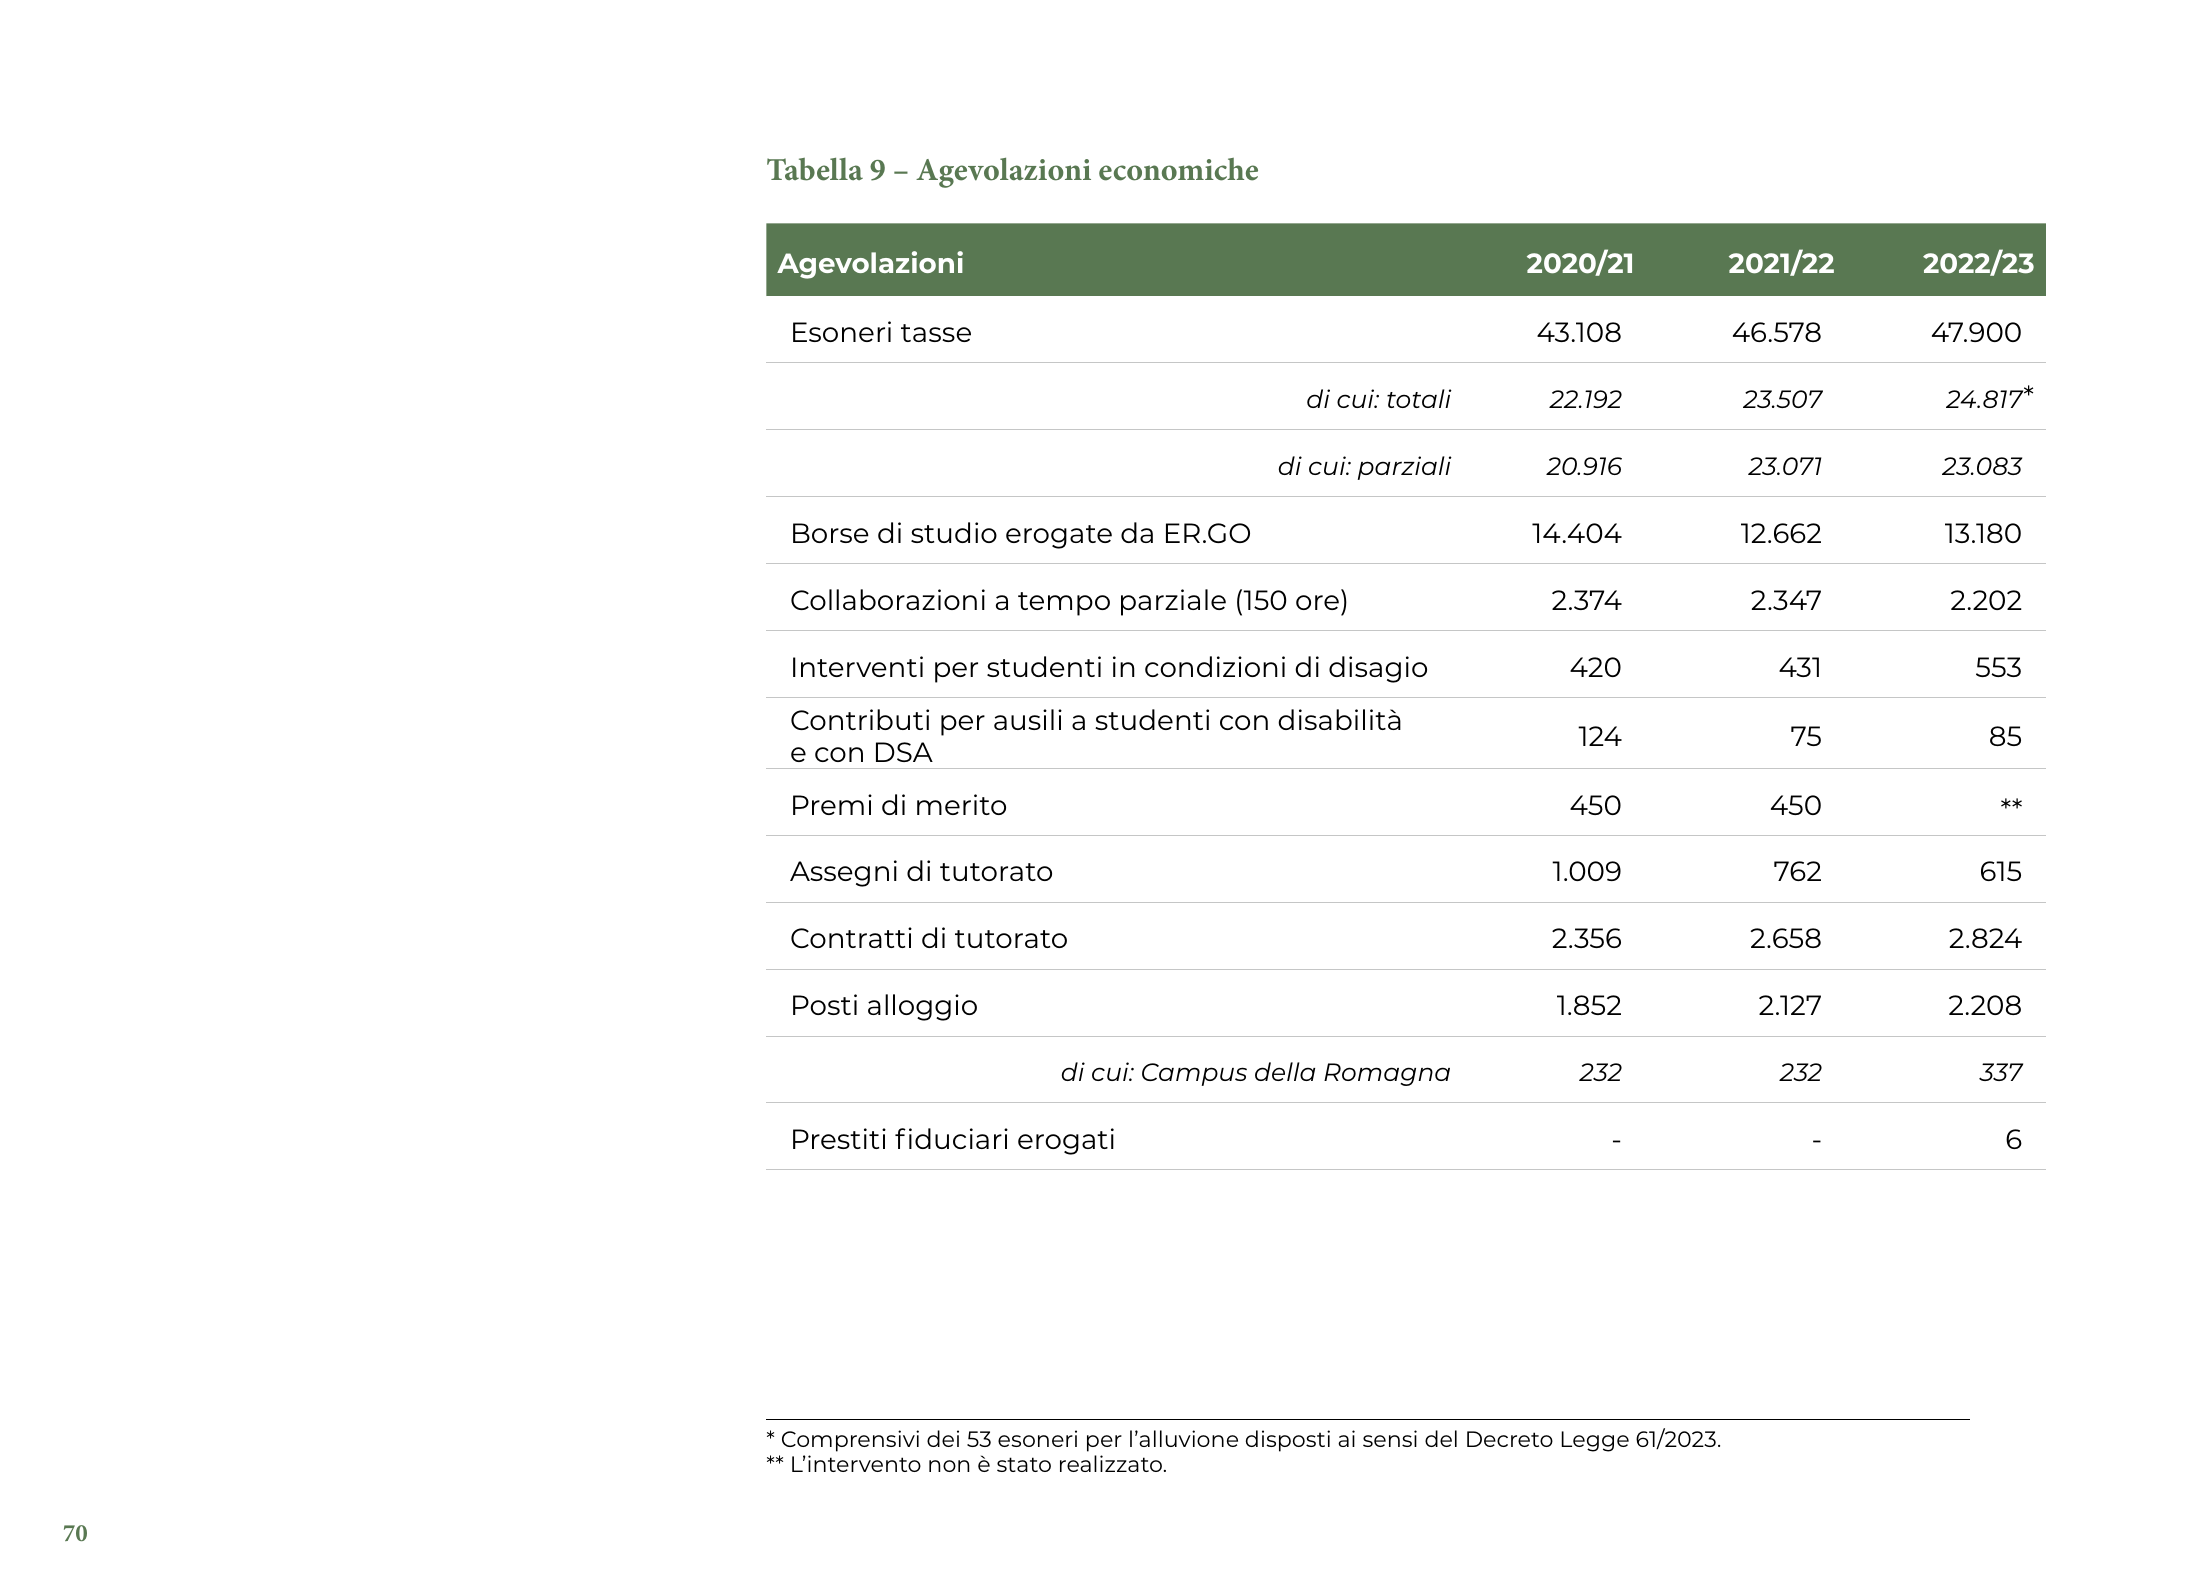 Tabella 9 – Agevolazioni economiche
Agevolazioni 2020/21 2021/22 2022/23
Esoneri tasse 43.108 46.578 47.900
di cui: totali 22.192 23.507 24.817*
di cui: parziali 20.916 23.071 23.083
Borse di studio erogate da ER.GO 14.404 12.662 13.180
Collaborazioni a tempo parziale (150 ore) 2.374 2.347 2.202
Interventi per studenti in condizioni di disagio 420 431 553
Contributi per ausili a studenti con disabilità
e con DSA 124 75 85
Premi di merito 450 450 **
Assegni di tutorato 1.009 762 615
Contratti di tutorato 2.356 2.658 2.824
Posti alloggio 1.852 2.127 2.208
di cui: Campus della Romagna 232 232 337
Prestiti fiduciari erogati - - 6
* Comprensivi dei 53 esoneri per l’alluvione disposti ai sensi del Decreto Legge 61/2023.
** L’intervento non è stato realizzato.
70